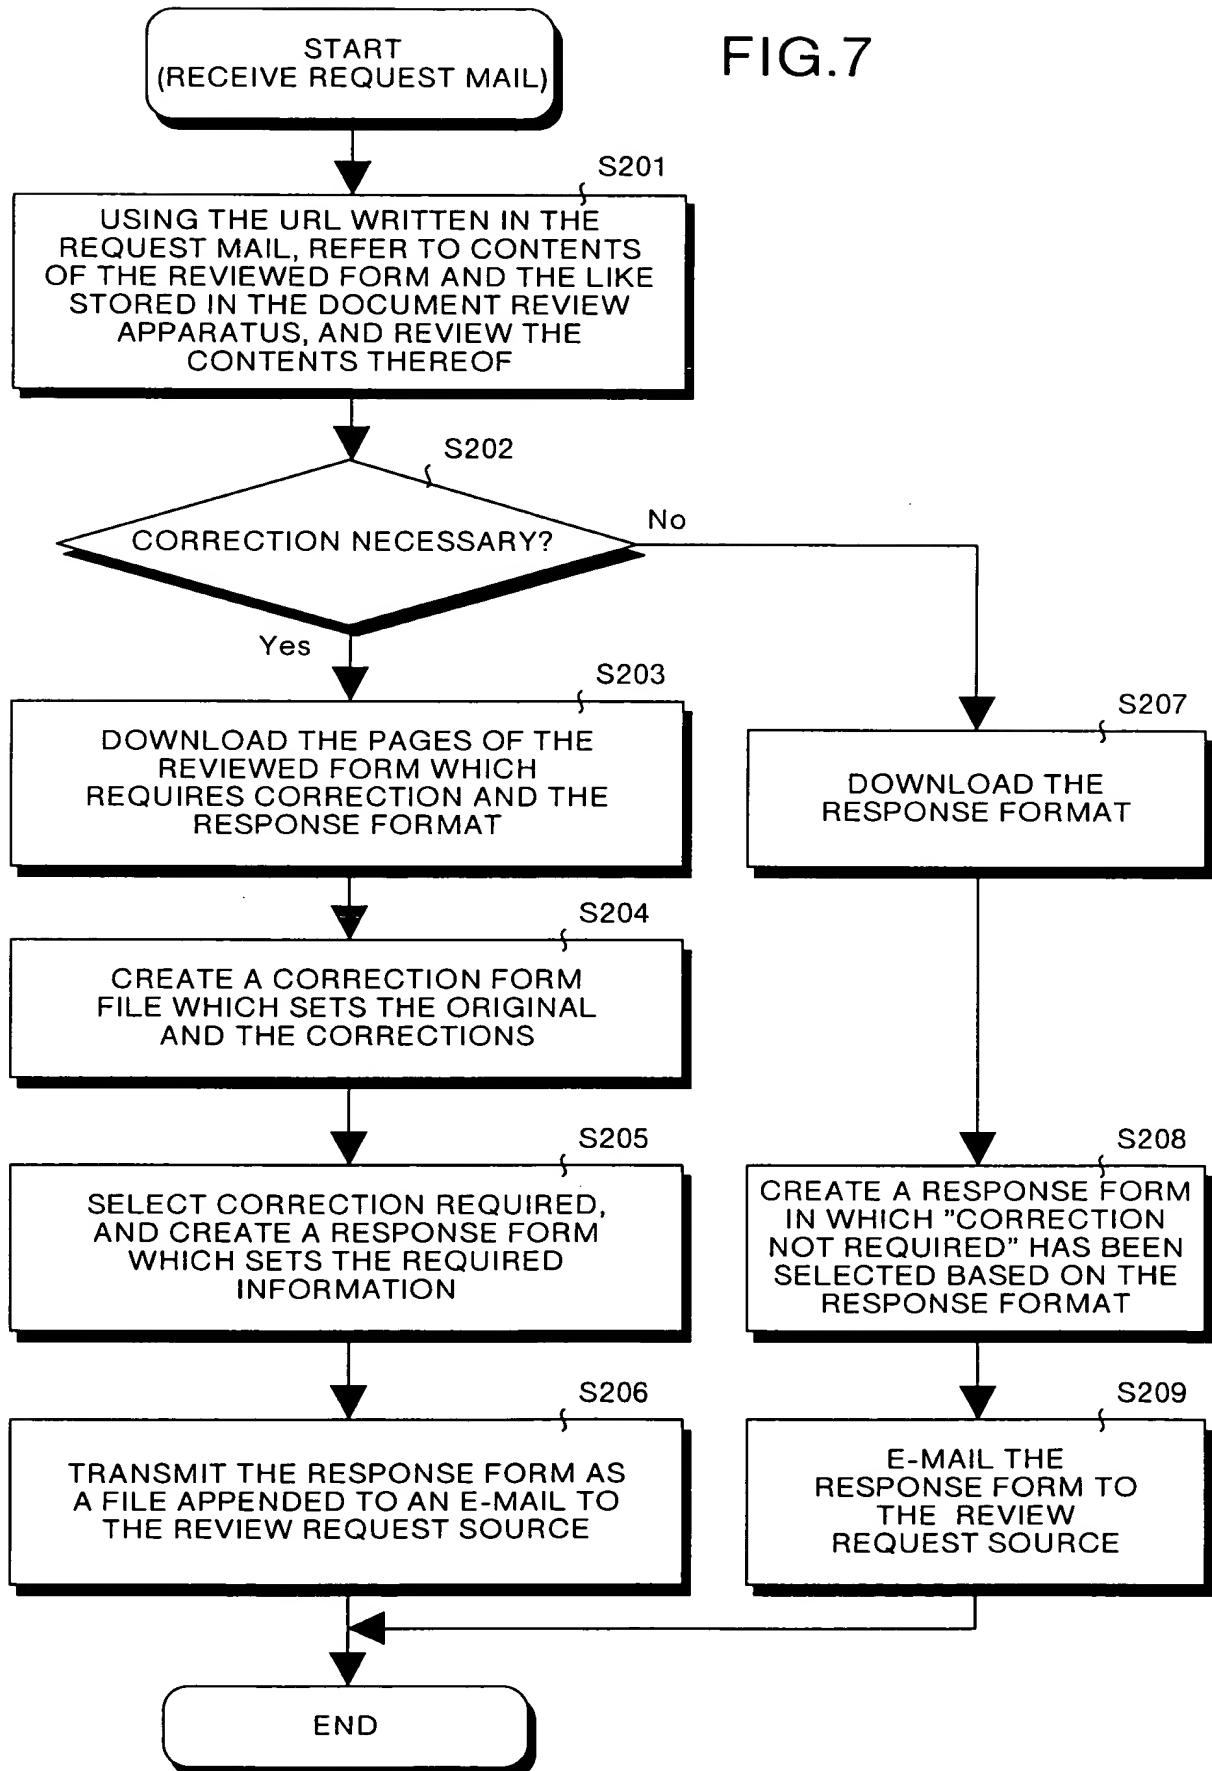 FIG.7
START
(RECEIVE REQUEST MAIL)
S201
USING THE URL WRITTEN IN THE
REQUEST MAIL, REFER TO CONTENTS
OF THE REVIEWED FORM AND THE LIKE
STORED IN THE DOCUMENT REVIEW
APPARATUS, AND REVIEW THE
CONTENTS THEREOF
S202
CORRECTION NECESSARY?
No
Yes
S203
DOWNLOAD THE PAGES OF THE
REVIEWED FORM WHICH
REQUIRES CORRECTION AND THE
RESPONSE FORMAT
S204
CREATE A CORRECTION FORM
FILE WHICH SETS THE ORIGINAL
AND THE CORRECTIONS
S205
SELECT CORRECTION REQUIRED,
AND CREATE A RESPONSE FORM
WHICH SETS THE REQUIRED
INFORMATION
S206
TRANSMIT THE RESPONSE FORM AS
A FILE APPENDED TO AN E-MAIL TO
THE REVIEW REQUEST SOURCE
S207
DOWNLOAD THE
RESPONSE FORMAT
S208
CREATE A RESPONSE FORM
IN WHICH "CORRECTION
NOT REQUIRED" HAS BEEN
SELECTED BASED ON THE
RESPONSE FORMAT
S209
E-MAIL THE
RESPONSE FORM TO
THE REVIEW
REQUEST SOURCE
END